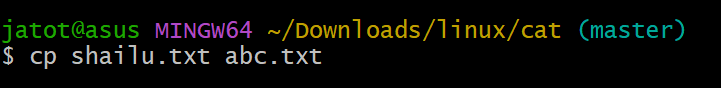 jatot@asus MINGW64 ~/Downloads/linux/cat (master)
$ cp shailu.txt abc.txt